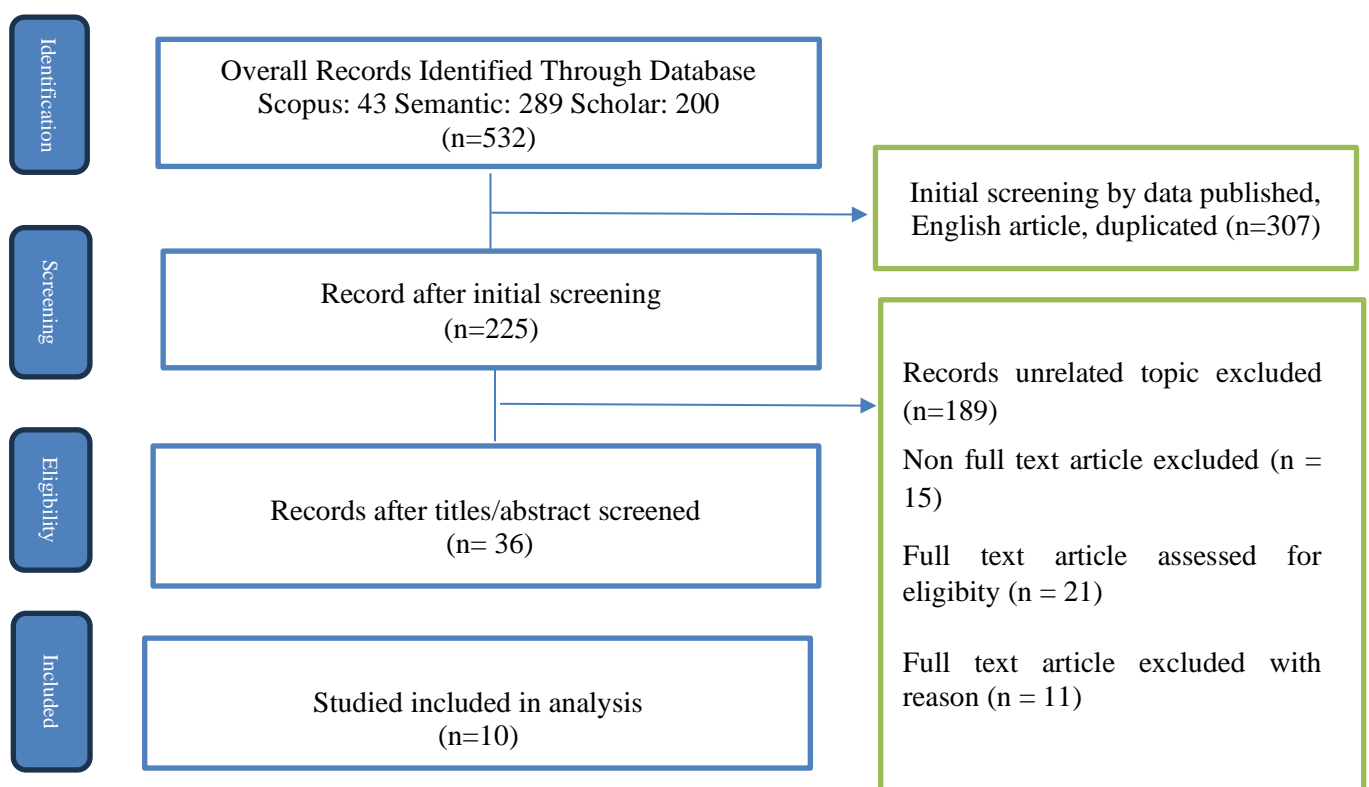 Identification
Overall Records Identified Through Database
Scopus: 43 Semantic: 289 Scholar: 200
(n=532)
Initial screening by data published,
English article, duplicated (n=307)
Screening
Record after initial screening
(n=225)
Records unrelated topic excluded
(n=189)
Non full text article excluded (n =
15)
Full text article assessed for
eligibity (n = 21)
Full text article excluded with
reason (n = 11)
Eligibility
Records after titles/abstract screened
(n= 36)
Included
Studied included in analysis
(n=10)